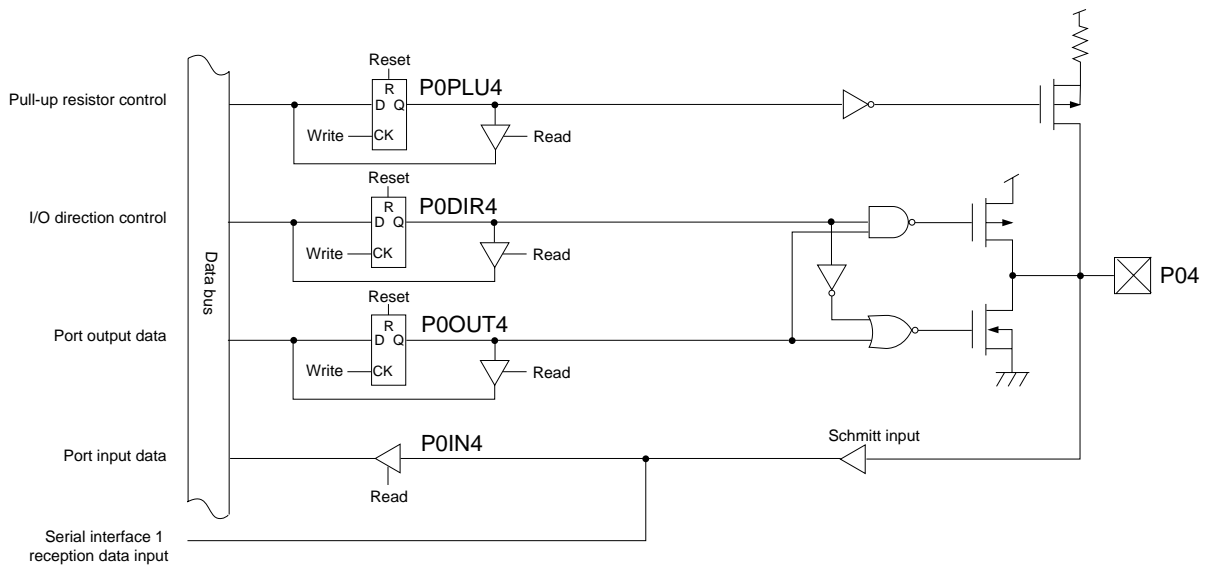 Reset
Pull-up resistor control
R
P0PLU4
D Q
Write
CK
Read
Reset
I/O direction control
R
P0DIR4
D Q
Write
CK
Read
Data bus
P04
Reset
Port output data
R
P0OUT4
D Q
Write
CK
Read
Port input data
P0IN4
Schmitt input
Read
Serial interface 1
reception data input